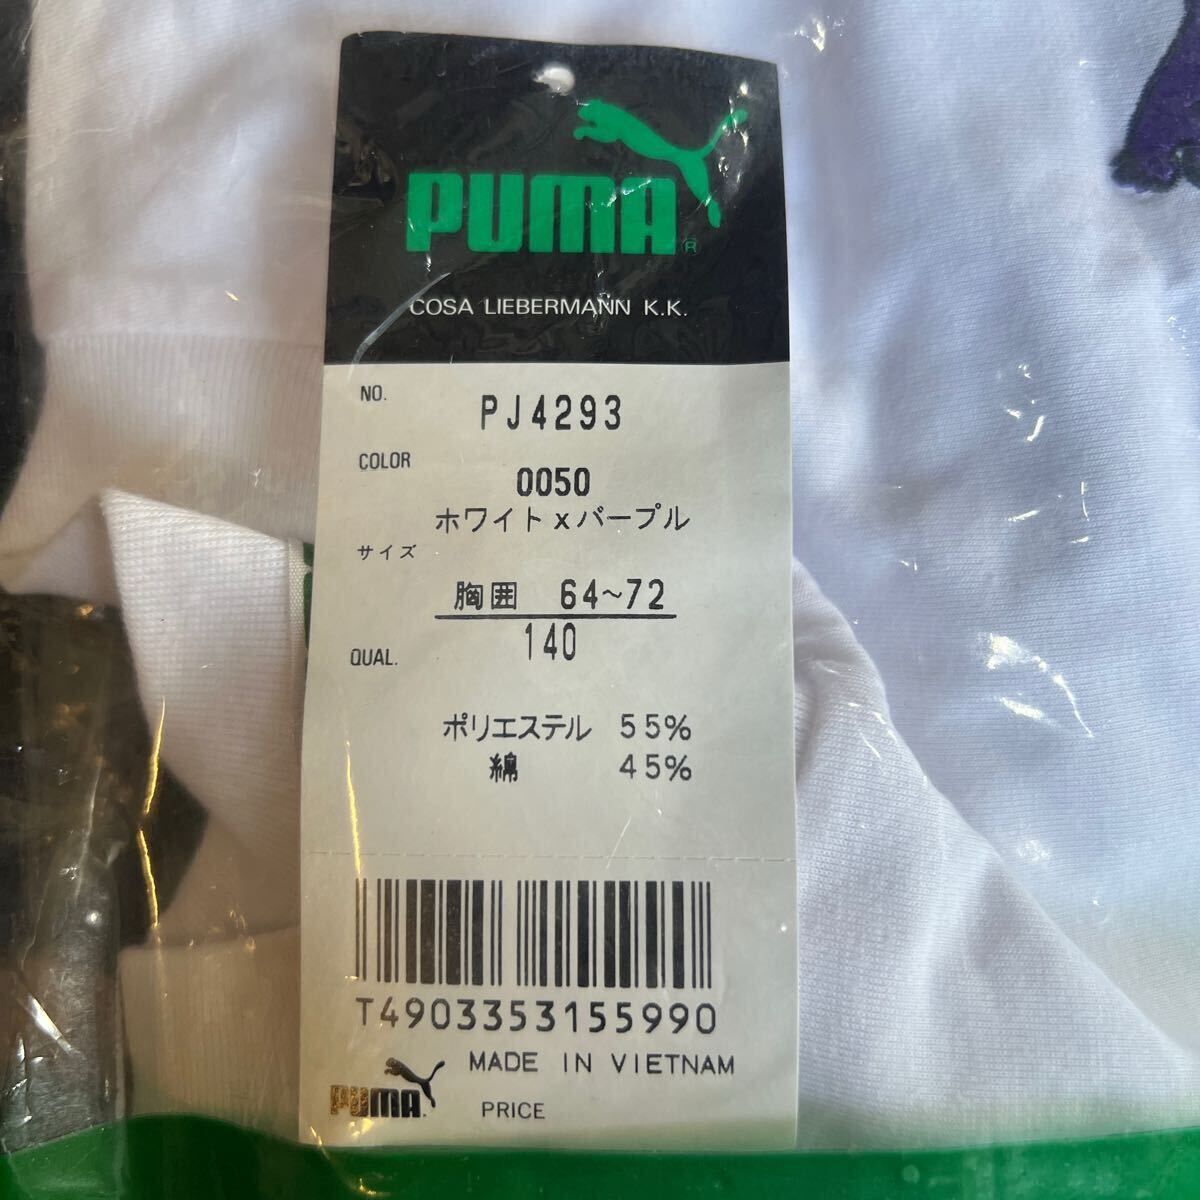 PUMA®
COSA LIEBERMANN K.K.
NO. PJ4293
COLOR 0050
ホワイトxパープル
サイズ
胸囲 64~72
140
QUAL.
ポリエステル 55%
綿 45%
T4903353155990
MADE IN VIETNAM
PUMA.
PRICE